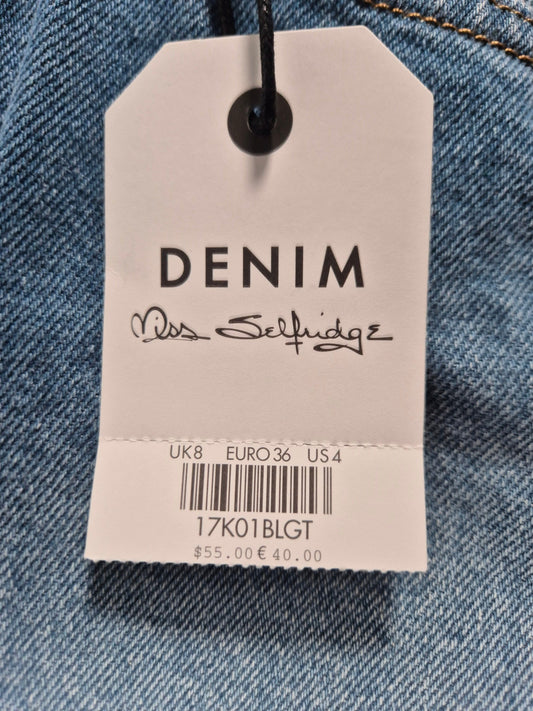 DENIM
Miss Selfridge
UK8 EURO36 US4
17K01BLGT
$55.00€ 40.00